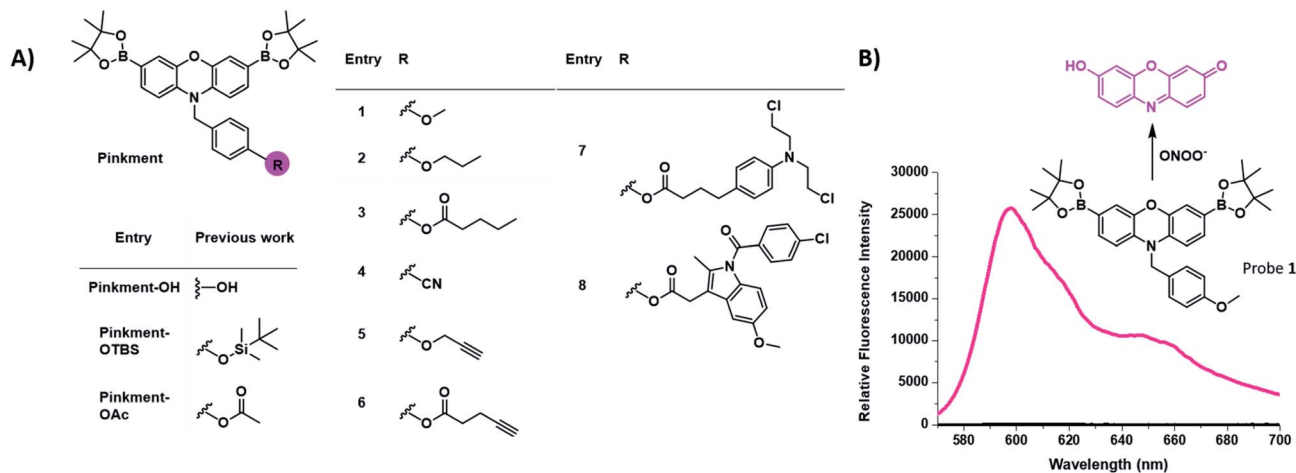 A)
B O O
O
B O O
N
R
Pinkment
Entry Previous work
Pinkment-OH OH
Pinkment-
OTBS
O Si
Pinkment-
OAc
O O
Entry R
1 O
2 O
3 O O
4 CN
5 O
6 O O
Entry R
7 O O N Cl Cl
8 O O N O Cl O
B)
HO O O
N
ONOO-
O O B
O
B O O
N
O
Probe 1
Relative Fluorescence Intensity
30000
25000
20000
15000
10000
5000
0
580 600 620 640 660 680 700
Wavelength (nm)